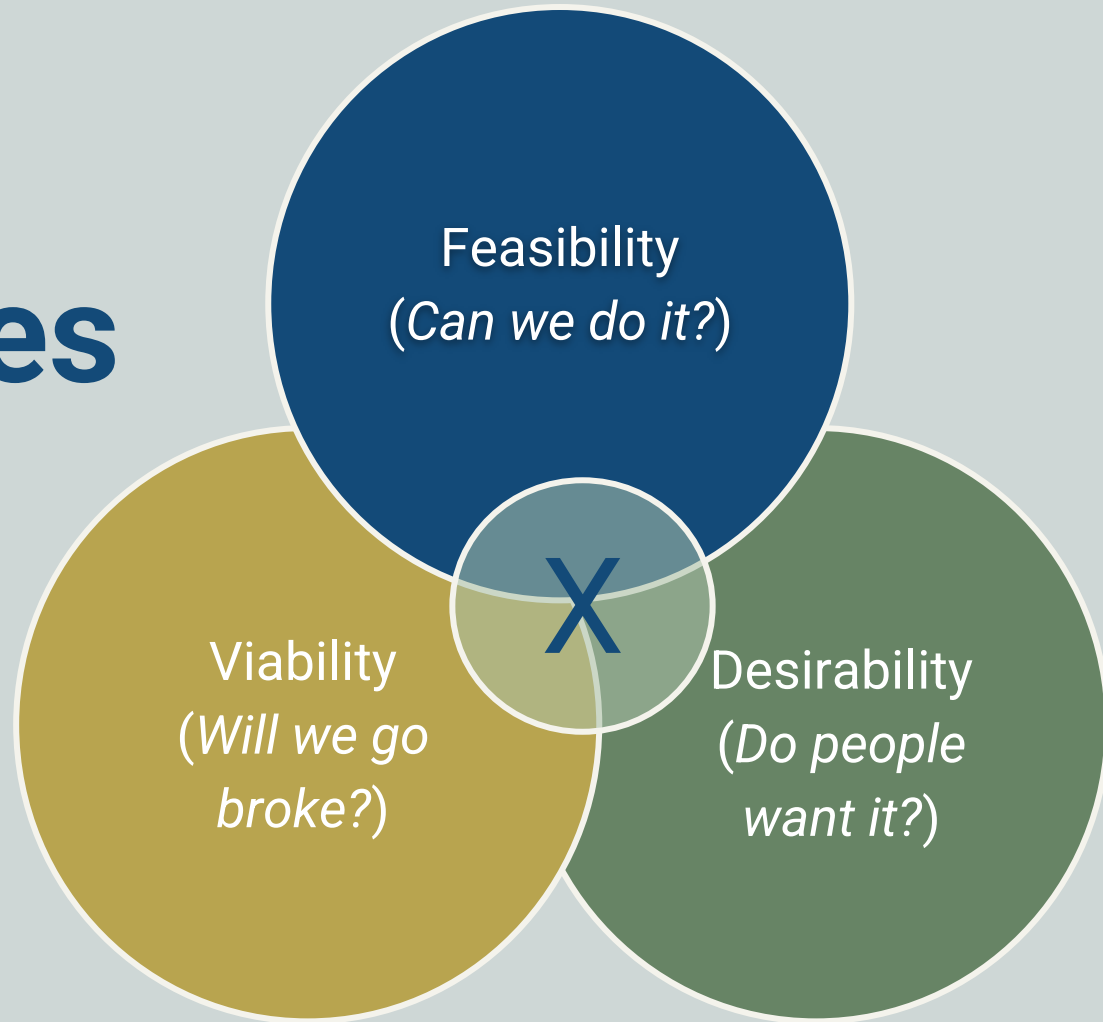 es
Feasibility
(Can we do it?)
X
Viability
(Will we go
broke?)
Desirability
(Do people
want it?)